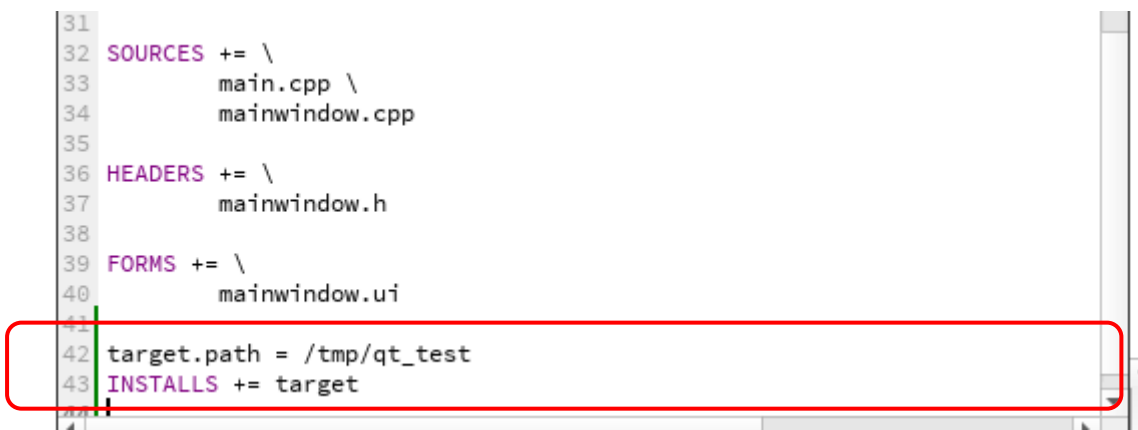 31
32 SOURCES += \
33 main.cpp \
34 mainwindow.cpp
35
36 HEADERS += \
37 mainwindow.h
38
39 FORMS += \
40 mainwindow.ui
41
42 target.path = /tmp/qt_test
43 INSTALLS += target
44